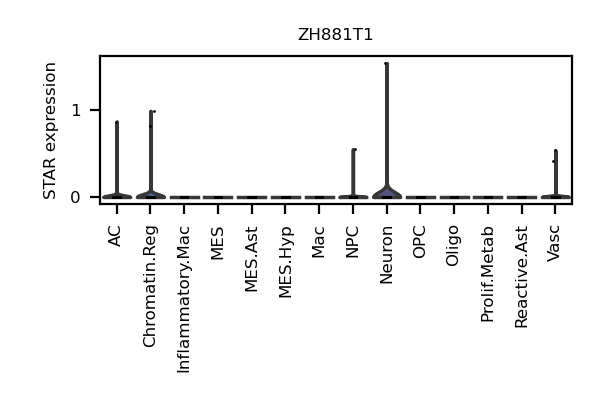 ZH881T1
STAR expression
1
0
AC
Chromatin.Reg
Inflammatory.Mac
MES
MES.Ast
MES.Hyp
Mac
NPC
Neuron
OPC
Oligo
Prolif.Metab
Reactive.Ast
Vasc